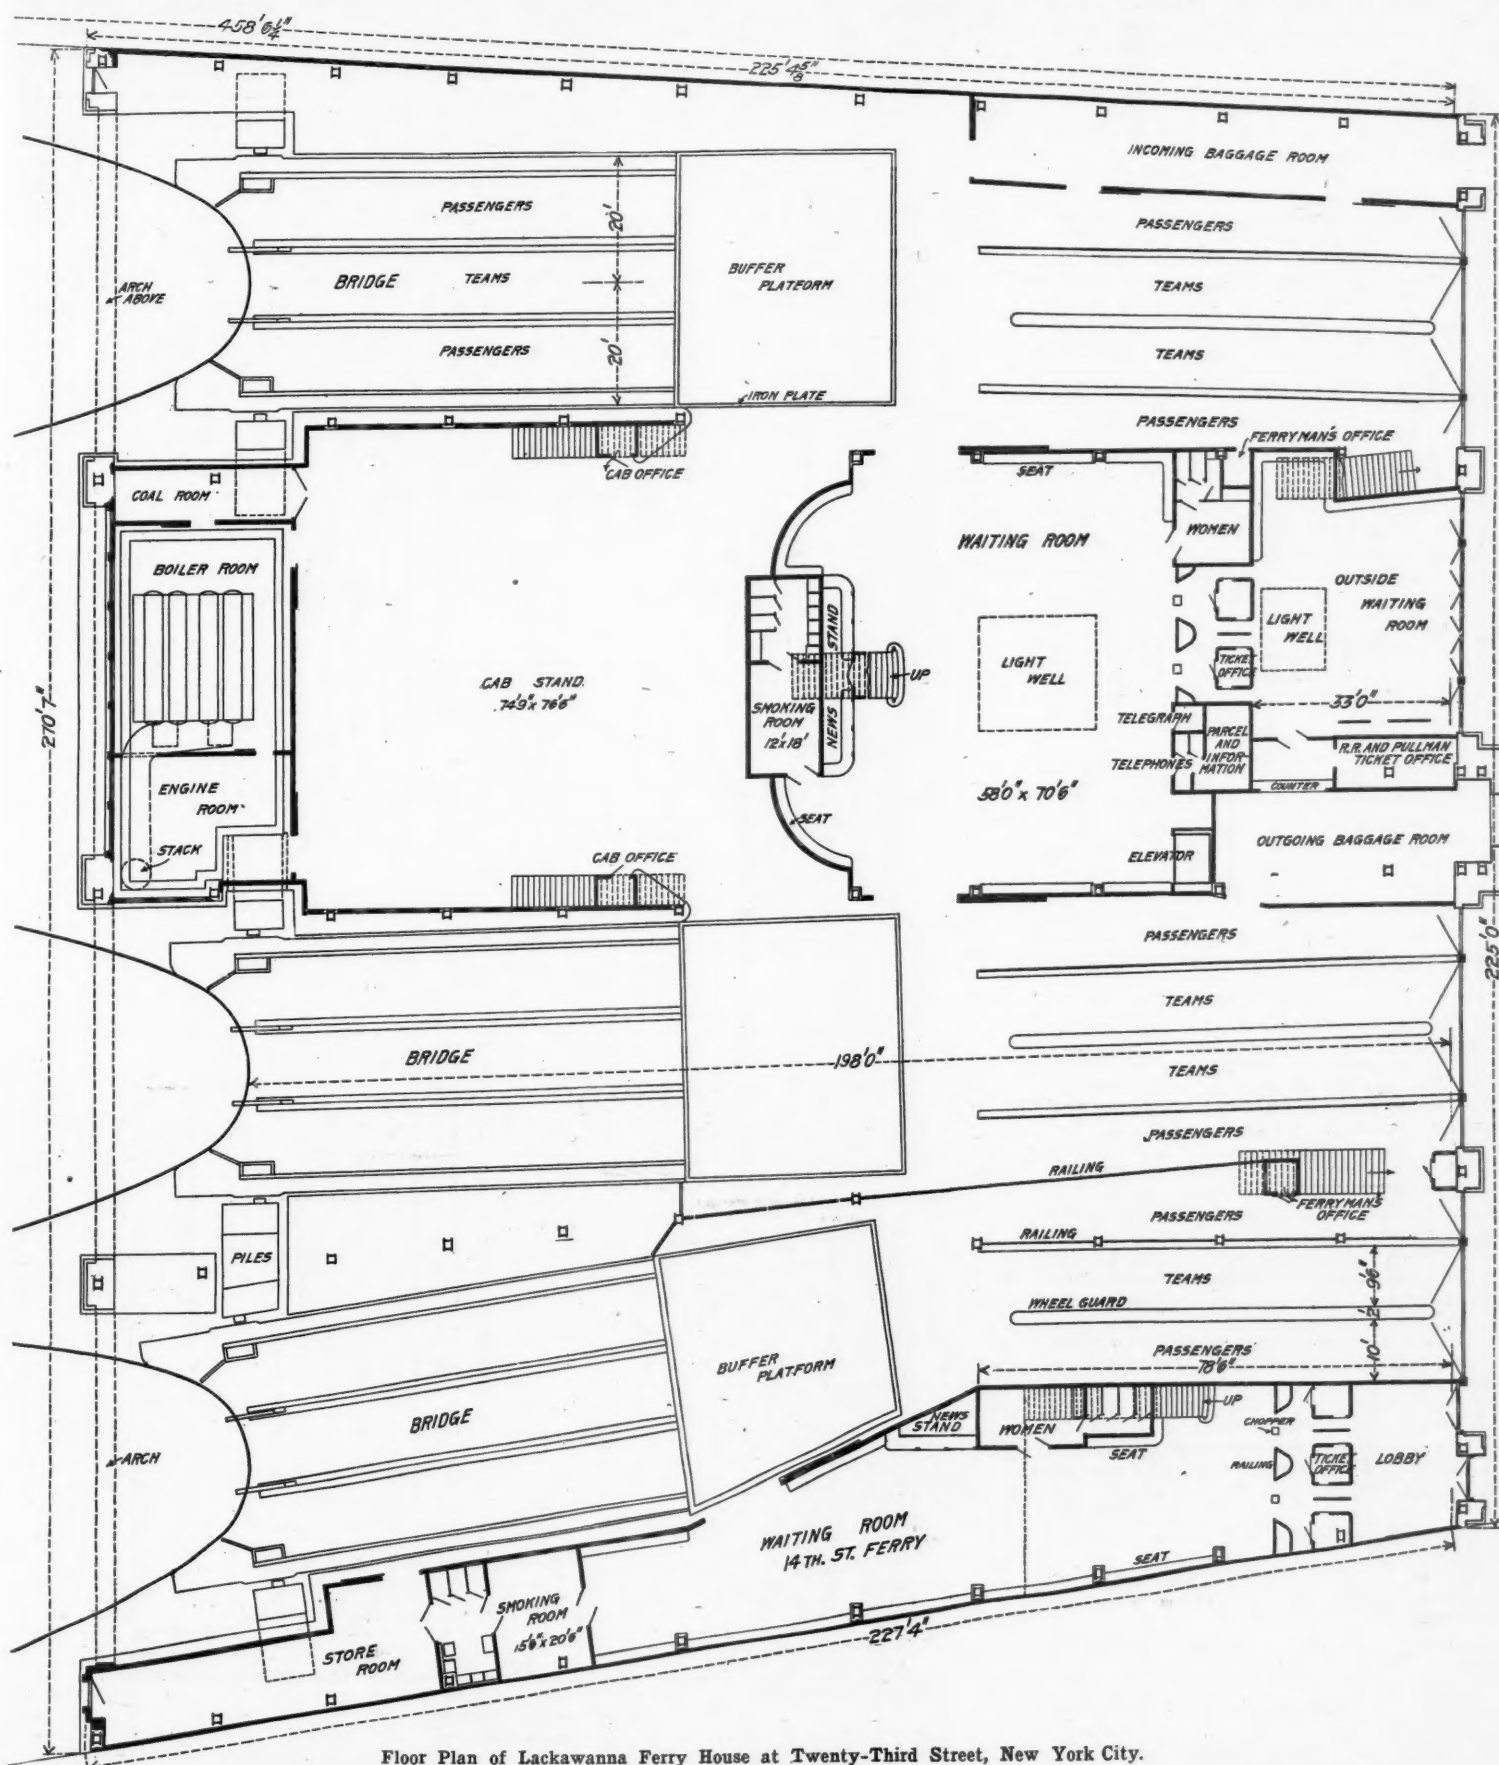 458'6¼"
225'4⅝"
INCOMING BAGGAGE ROOM
PASSENGERS
20'
PASSENGERS
BRIDGE TEAMS
BUFFER
PLATFORM
TEAMS
ARCH
ABOVE
PASSENGERS
20'
TEAMS
IRON PLATE
PASSENGERS
FERRYMAN'S OFFICE
CAB OFFICE
SEAT
COAL ROOM
WOMEN
WAITING ROOM
BOILER ROOM
OUTSIDE
WAITING
ROOM
LIGHT
WELL
NEWS STAND
LIGHT
WELL
TICKET
OFFICE
UP
CAB STAND
74'9" x 76'6"
SMOKING
ROOM
12' x 18'
33'0"
TELEGRAPH
PARCEL
AND
INFOR-
MATION
R.R. AND PULLMAN
TICKET OFFICE
TELEPHONES
COUNTER
270'7"
ENGINE
ROOM
58'0" x 70'6"
SEAT
STACK
OUTGOING BAGGAGE ROOM
ELEVATOR
CAB OFFICE
225'0"
PASSENGERS
TEAMS
BRIDGE
198'0"
TEAMS
PASSENGERS
RAILING
FERRYMAN'S
OFFICE
PASSENGERS
RAILING
PILES
TEAMS
9'6"
WHEEL GUARD
2'
PASSENGERS
10'
78'6"
BUFFER
PLATFORM
BRIDGE
NEWS
STAND
WOMEN
UP
CHOPPER
SEAT
RAILING
TICKET
OFFICE
LOBBY
ARCH
WAITING ROOM
14TH. ST. FERRY
SEAT
SMOKING
ROOM
15'6" x 20'6"
STORE
ROOM
227'4"
Floor Plan of Lackawanna Ferry House at Twenty-Third Street, New York City.